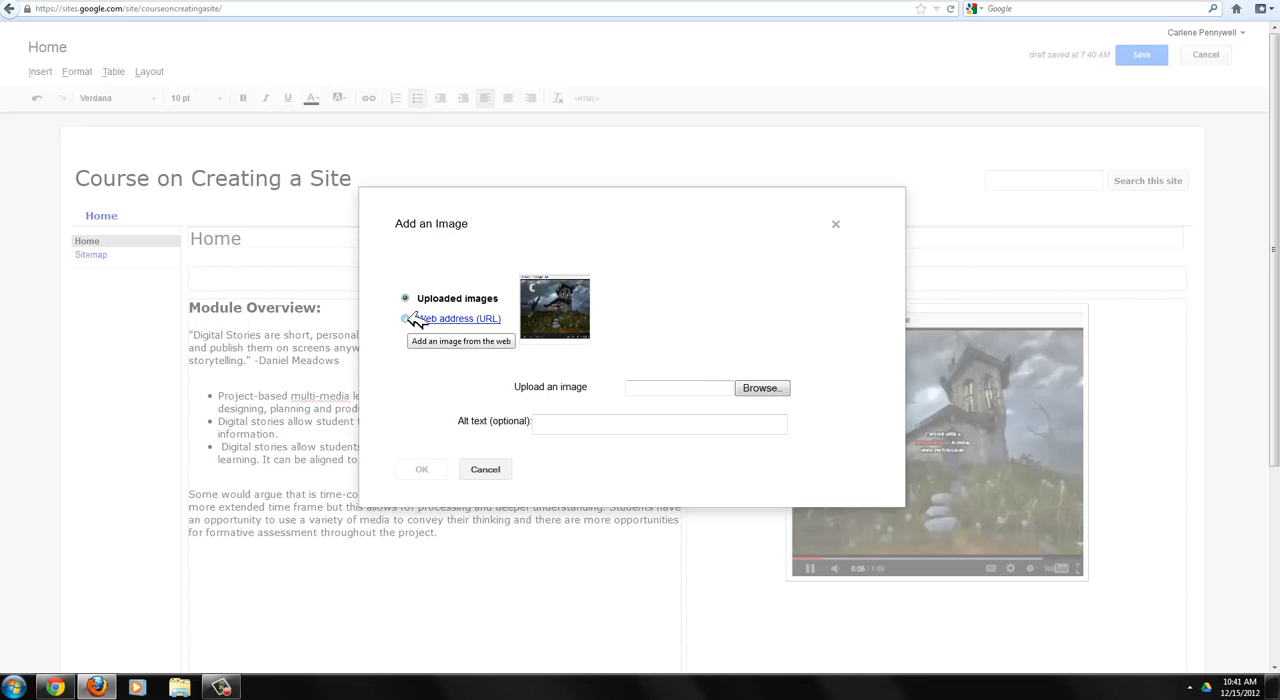 https://sites.google.com/site/courseoncreatingasite/
Google
Carlene Pennywell
Home
draft saved at 7:40 AM
Save
Cancel
Insert Format Table Layout
Verdana 10 pt B I U A A <HTML>
Course on Creating a Site
Search this site
Home
Home
Sitemap
Home
Add an Image
Uploaded images
Web address (URL)
Add an image from the web
Upload an image
Browse...
Alt text (optional):
OK
Cancel
Module Overview:
"Digital Stories are short, personal
and publish them on screens anyw
storytelling." -Daniel Meadows
• Project-based multi-media le
designing, planning and prod
• Digital stories allow student t
information.
• Digital stories allow students
learning. It can be aligned to
Some would argue that is time-co
more extended time frame but this allows for processing and deeper understanding. Students have
an opportunity to use a variety of media to convey their thinking and there are more opportunities
for formative assessment throughout the project.
0:06 / 1:09
CC
YouTube
10:41 AM
12/15/2012